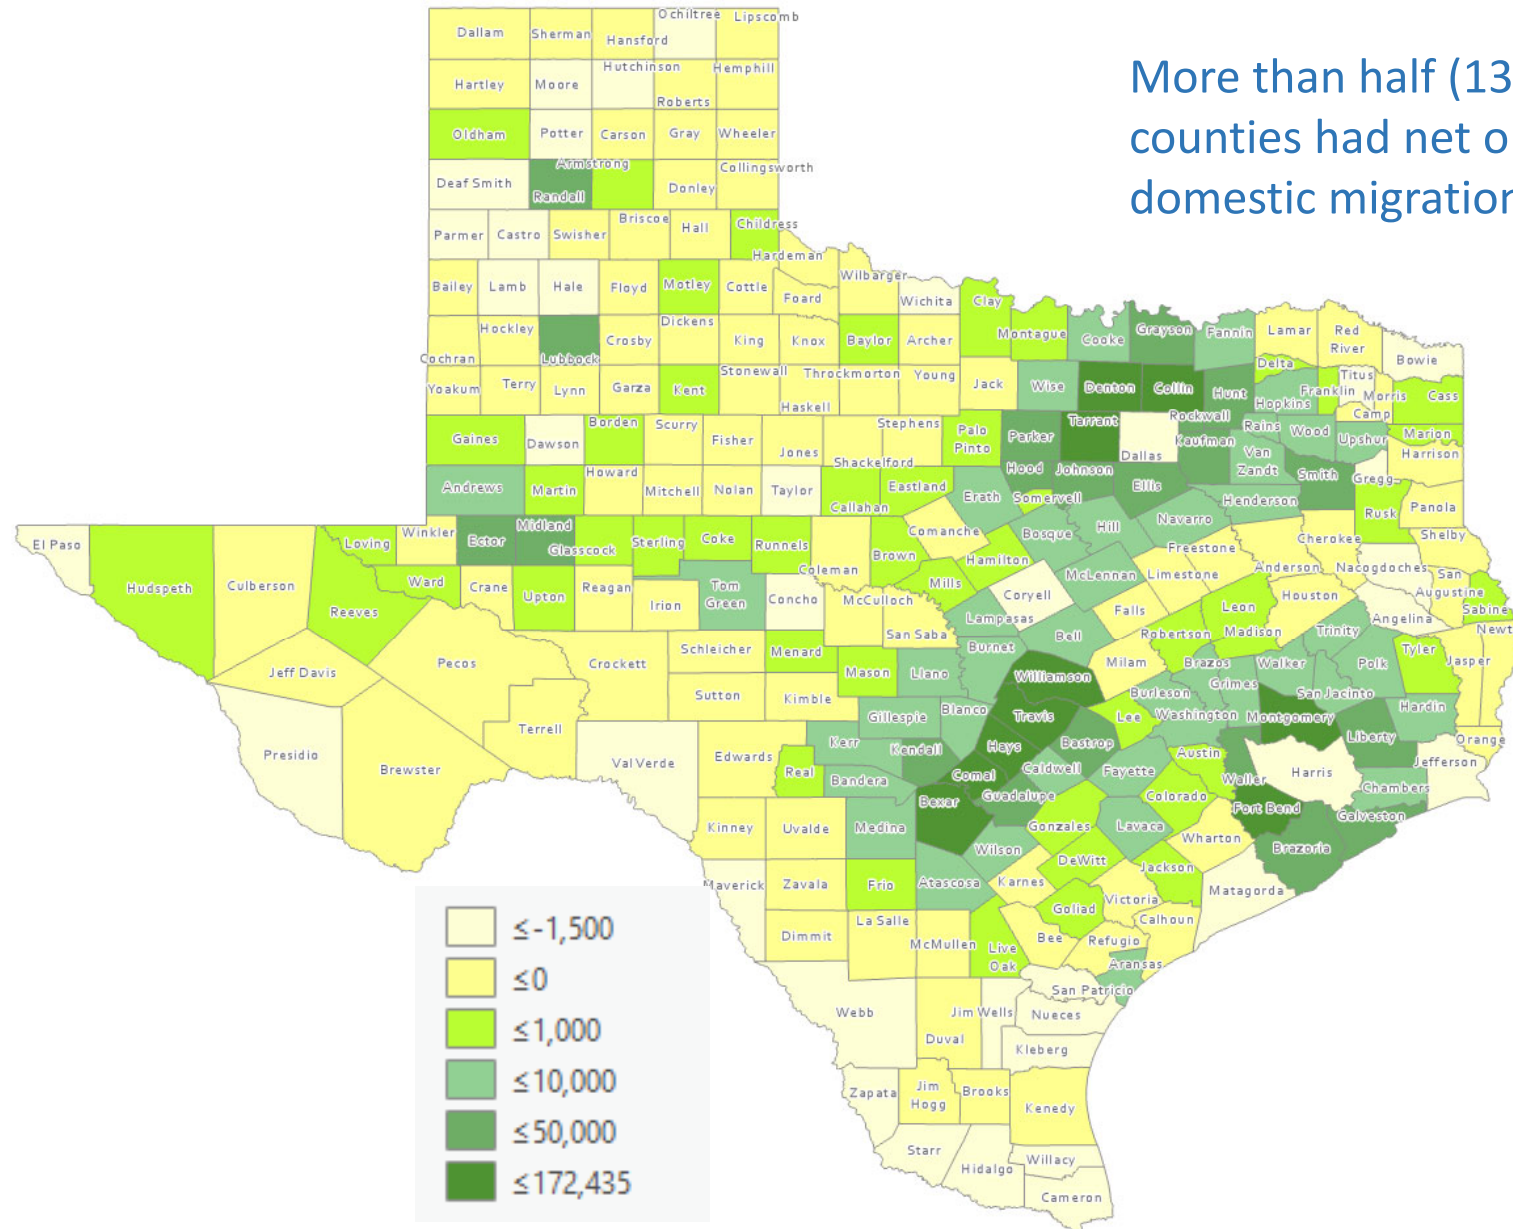 Ochiltree Lipscomb
Dallam Sherman Hansford
Hutchinson Hemphill
Hartley Moore Roberts
Oldham Potter Carson Gray Wheeler
Armstrong Collingsworth
Deaf Smith Randall Donley
Parmer Castro Swisher Briscoe Hall Childress
Hardeman
Bailey Lamb Hale Floyd Motley Cottle Foard Wilbarger Wichita Clay
Cochran Hockley Lubbock Crosby Dickens King Knox Baylor Archer Montague Cooke Grayson Fannin Lamar Red River Bowie
Yoakum Terry Lynn Garza Kent Stonewall Haskell Throckmorton Young Jack Wise Denton Collin Hunt Delta Hopkins Franklin Titus Morris Cass
Camp
Gaines Dawson Borden Scurry Fisher Jones Shackelford Stephens Palo Pinto Parker Tarrant Dallas Rockwall Kaufman Rains Wood Upshur Marion
Van Zandt Smith Gregg Harrison
Andrews Martin Howard Mitchell Nolan Taylor Callahan Eastland Erath Hood Somervell Johnson Ellis Henderson Rusk Panola
El Paso Hudspeth Culberson Loving Winkler Ector Midland Glasscock Sterling Coke Runnels Coleman Brown Comanche Hamilton Bosque Hill Navarro Freestone Anderson Cherokee Nacogdoches Shelby
Reeves Ward Crane Upton Reagan Irion Tom Green Concho McCulloch San Saba Mills Lampasas Coryell McLennan Limestone Falls Leon Houston Angelina San Augustine Sabine
Jeff Davis Pecos Crockett Schleicher Menard Mason Llano Burnet Bell Milam Robertson Madison Brazos Walker Trinity Polk Tyler Jasper Newt
Sutton Kimble Gillespie Blanco Williamson Travis Burleson Grimes Washington Lee San Jacinto Montgomery Liberty Hardin Orange
Presidio Brewster Terrell Val Verde Edwards Real Kerr Kendall Bandera Hays Comal Bastrop Caldwell Fayette Austin Waller Harris Jefferson Chambers
Kinney Uvalde Medina Bexar Guadalupe Gonzales Lavaca Colorado Fort Bend Galveston Brazoria Wharton
Maverick Zavala Frio Atascosa Wilson Karnes DeWitt Jackson Matagorda
Dimmit La Salle McMullen Live Oak Bee Goliad Victoria Calhoun Refugio Aransas
Webb Duval Jim Wells San Patricio Nueces Kleberg
Zapata Jim Hogg Brooks Kenedy
Starr Hidalgo Willacy Cameron
More than half (13
counties had net o
domestic migration
≤-1,500
≤0
≤1,000
≤10,000
≤50,000
≤172,435